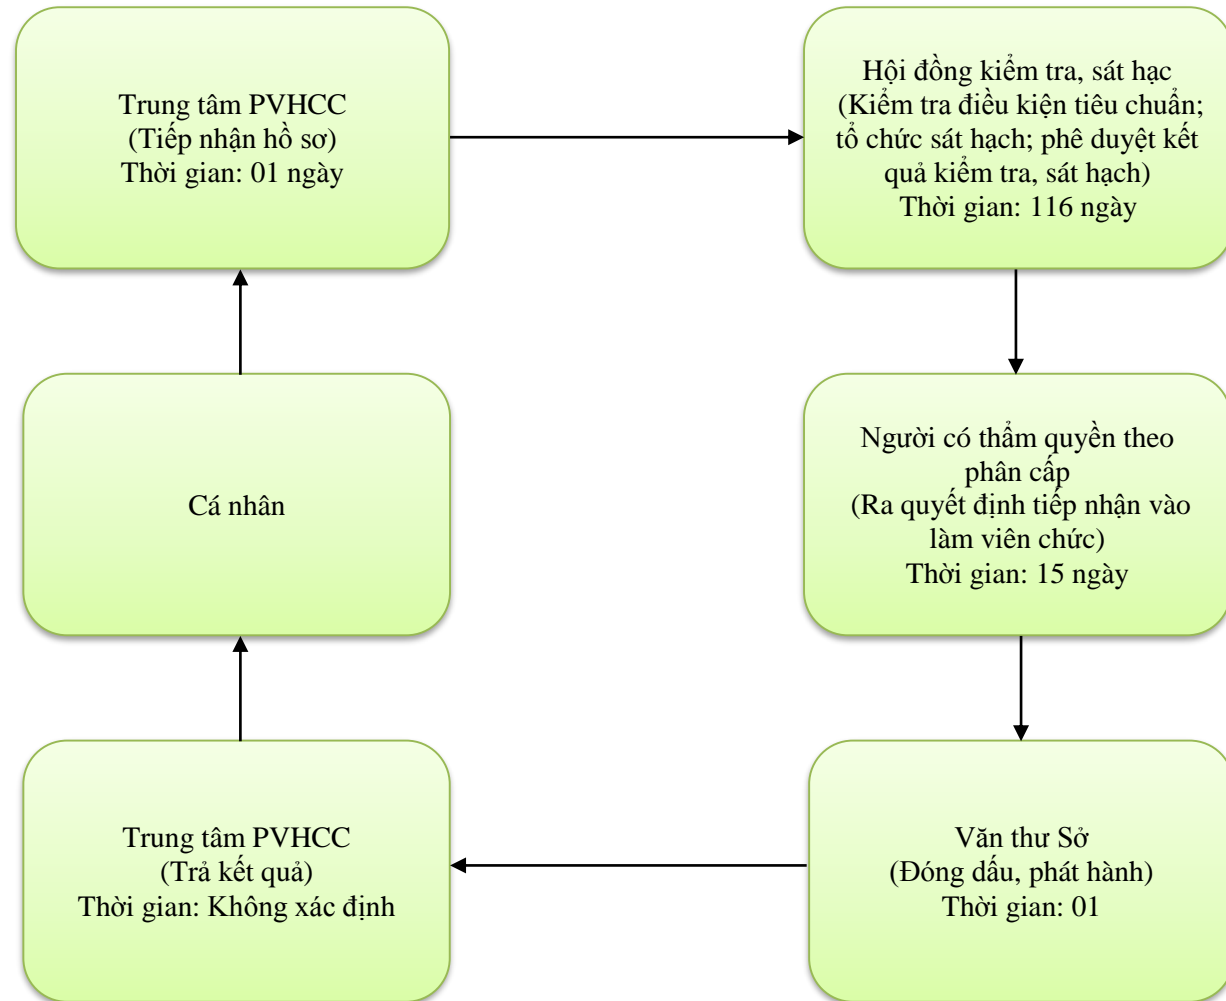 Trung tâm PVHCC
(Tiếp nhận hồ sơ)
Thời gian: 01 ngày
Hội đồng kiểm tra, sát hạc
(Kiểm tra điều kiện tiêu chuẩn;
tổ chức sát hạch; phê duyệt kết
quả kiểm tra, sát hạch)
Thời gian: 116 ngày
Cá nhân
Người có thẩm quyền theo
phân cấp
(Ra quyết định tiếp nhận vào
làm viên chức)
Thời gian: 15 ngày
Trung tâm PVHCC
(Trả kết quả)
Thời gian: Không xác định
Văn thư Sở
(Đóng dấu, phát hành)
Thời gian: 01